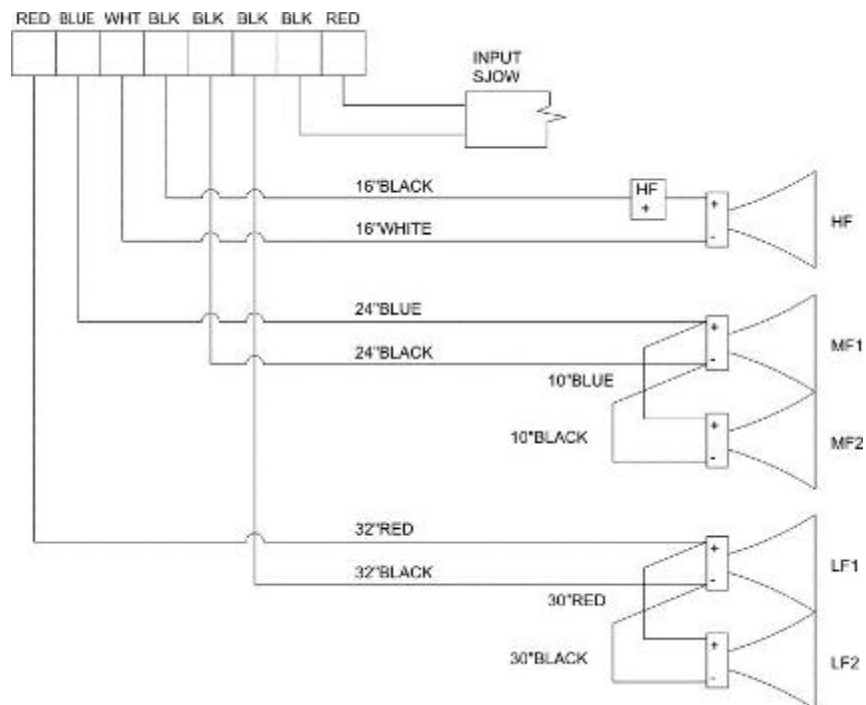 RED BLUE WHT BLK BLK BLK BLK RED
INPUT
SJOW
16"BLACK
HF
+
+
-
HF
16"WHITE
24"BLUE
+
-
MF1
24"BLACK
10"BLUE
+
-
MF2
10"BLACK
32"RED
+
-
LF1
32"BLACK
30"RED
+
-
LF2
30"BLACK